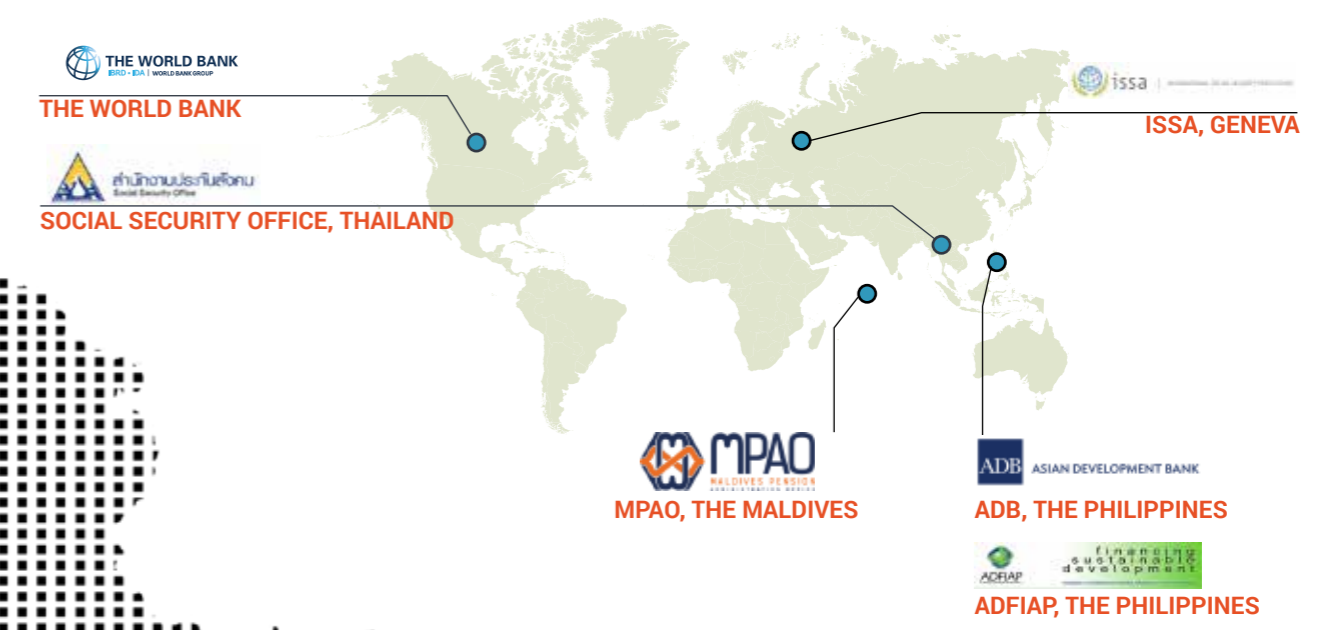 THE WORLD BANK
IBRD • IDA | WORLD BANK GROUP
THE WORLD BANK
issa
ISSA, GENEVA
สำนักงานประกันสังคม
Social Security Office
SOCIAL SECURITY OFFICE, THAILAND
MPAO
MALDIVES PENSION
ADMINISTRATION OFFICE
MPAO, THE MALDIVES
ADB ASIAN DEVELOPMENT BANK
ADB, THE PHILIPPINES
ADFIAP
financing
sustainable
development
ADFIAP, THE PHILIPPINES